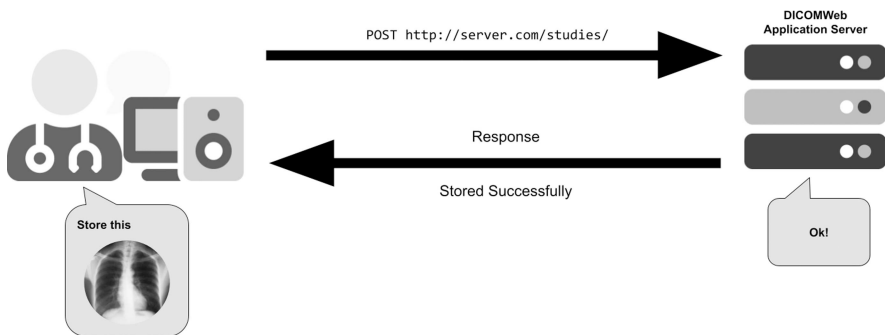 DICOMWeb
Application Server
POST http://server.com/studies/
Response
Stored Successfully
Store this
Ok!